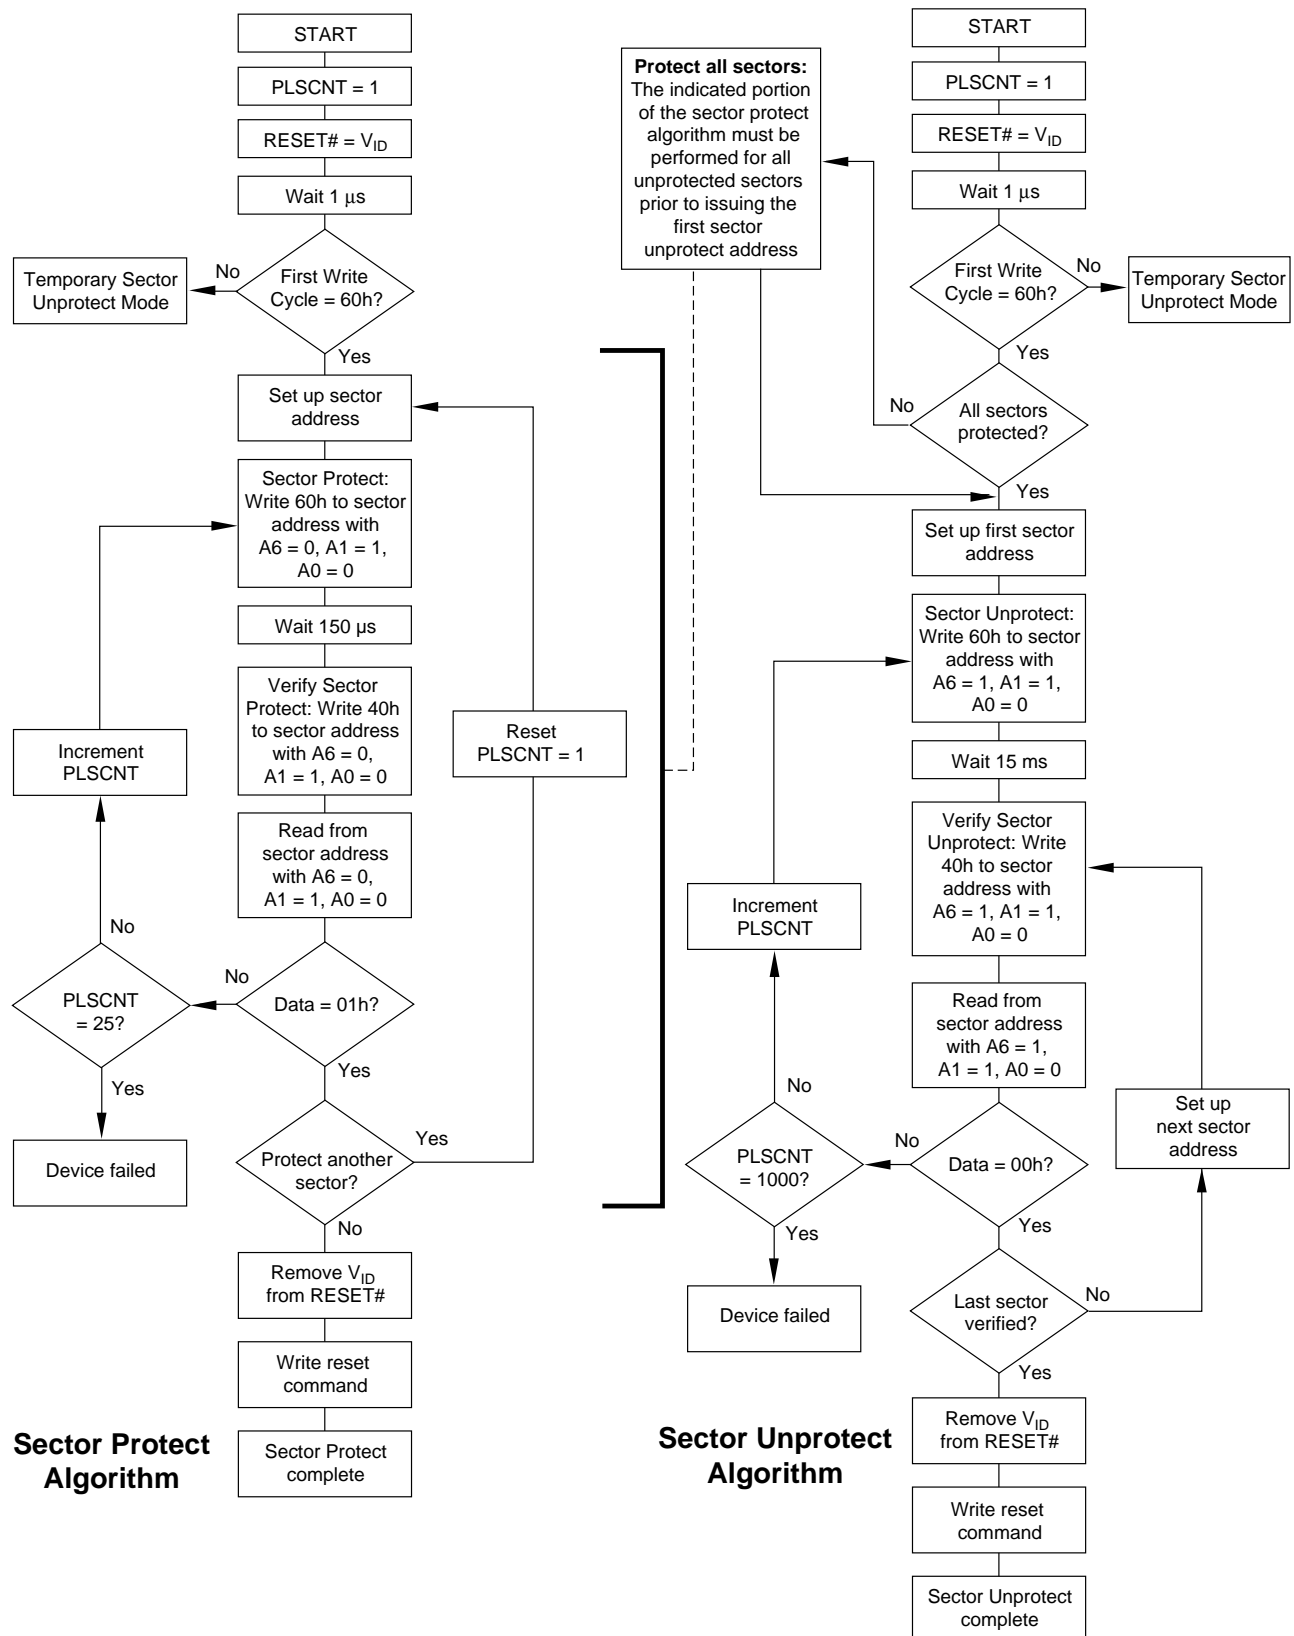 START
PLSCNT = 1
RESET# = VID
Wait 1 μs
First Write
Cycle = 60h?
No
Temporary Sector
Unprotect Mode
Yes
Set up sector
address
Sector Protect:
Write 60h to sector
address with
A6 = 0, A1 = 1,
A0 = 0
Wait 150 µs
Verify Sector
Protect: Write 40h
to sector address
with A6 = 0,
A1 = 1, A0 = 0
Increment
PLSCNT
Reset
PLSCNT = 1
Read from
sector address
with A6 = 0,
A1 = 1, A0 = 0
No
No
Data = 01h?
PLSCNT
= 25?
Yes
Yes
Device failed
Protect another
sector?
Yes
No
Remove VID
from RESET#
Write reset
command
Sector Protect
complete
Sector Protect
Algorithm
Protect all sectors:
The indicated portion
of the sector protect
algorithm must be
performed for all
unprotected sectors
prior to issuing the
first sector
unprotect address
START
PLSCNT = 1
RESET# = VID
Wait 1 μs
First Write
Cycle = 60h?
No
Temporary Sector
Unprotect Mode
Yes
No
All sectors
protected?
Yes
Set up first sector
address
Sector Unprotect:
Write 60h to sector
address with
A6 = 1, A1 = 1,
A0 = 0
Wait 15 ms
Verify Sector
Unprotect: Write
40h to sector
address with
A6 = 1, A1 = 1,
A0 = 0
Increment
PLSCNT
Read from
sector address
with A6 = 1,
A1 = 1, A0 = 0
No
Set up
next sector
address
No
Data = 00h?
PLSCNT
= 1000?
Yes
Yes
Device failed
Last sector
verified?
No
Yes
Remove VID
from RESET#
Write reset
command
Sector Unprotect
complete
Sector Unprotect
Algorithm